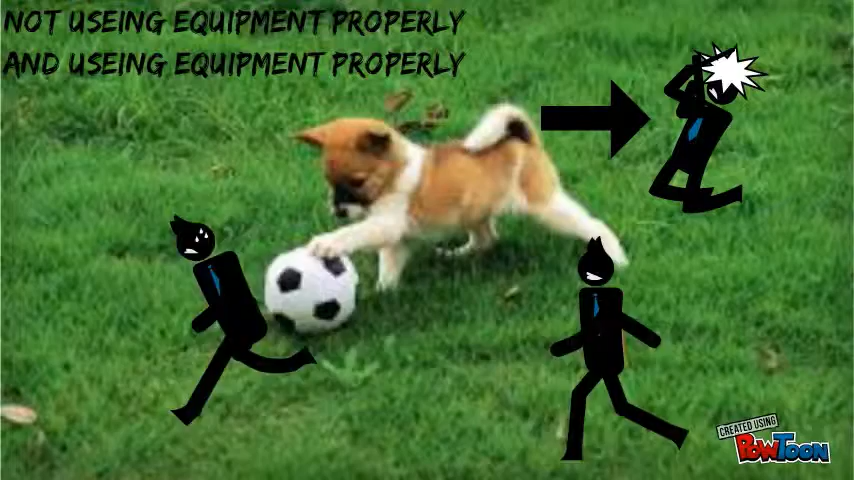 NOT USEING EQUIPMENT PROPERLY
AND USEING EQUIPMENT PROPERLY
CREATED USING
POWTOON